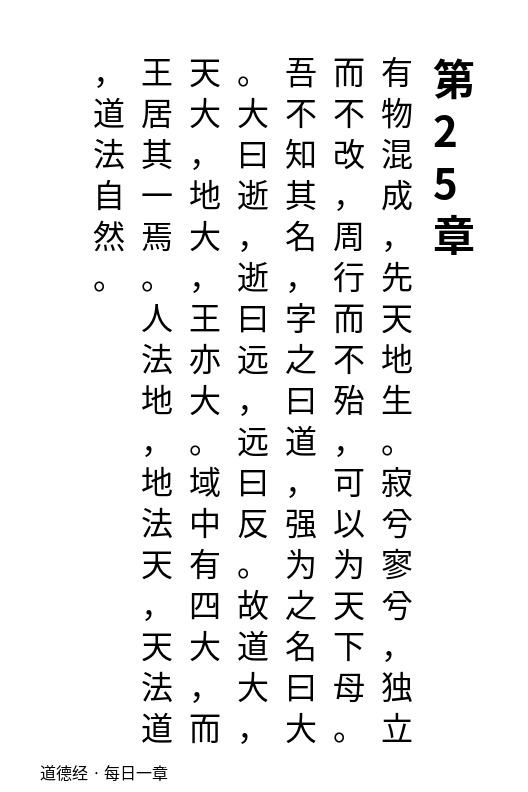 第25章
有物混成，先天地生。寂兮寥兮，独立
而不改，周行而不殆，可以为天下母。
吾不知其名，字之曰道，强为之名曰大
。大曰逝，逝曰远，远曰反。故道大，
天大，地大，王亦大。域中有四大，而
王居其一焉。人法地，地法天，天法道
，道法自然。
道德经 · 每日一章